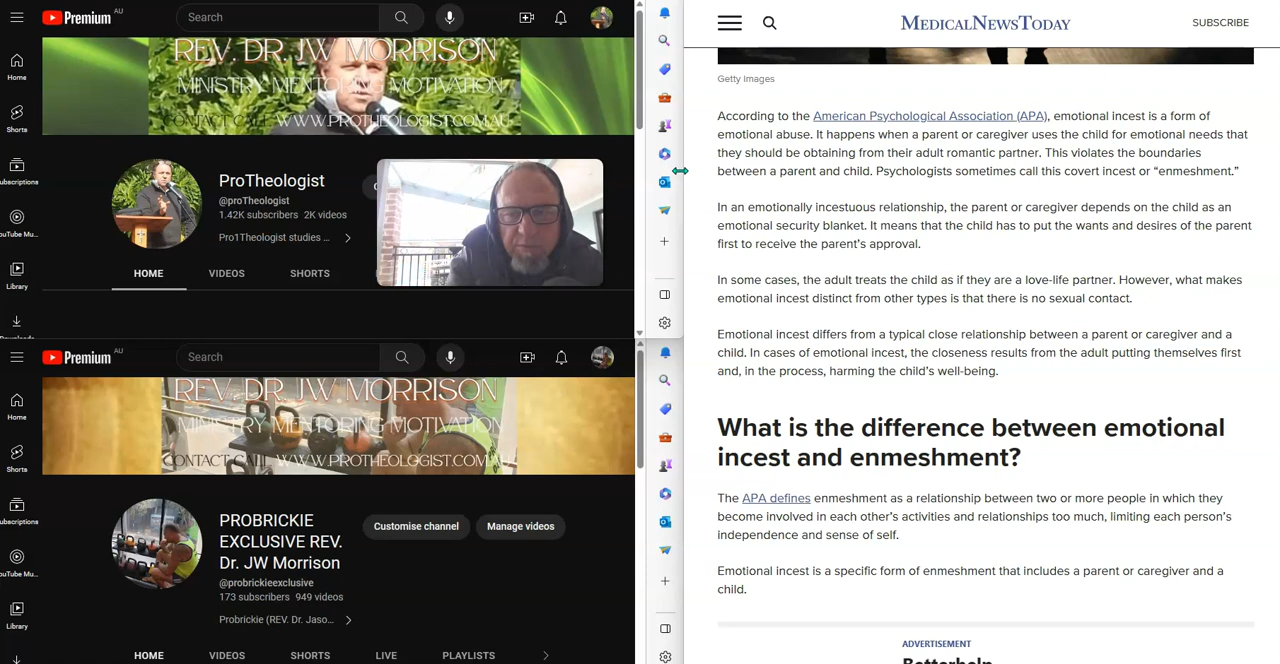 Premium AU
Search
Home
Shorts
ubscriptions
ouTube Mu...
Library
REV. DR. JW MORRISON
MINISTRY MENTORING MOTIVATION
CONTACT CALL WWW.PROTHEOLOGIST.COM.AU
ProTheologist
@proTheologist
1.42K subscribers 2K videos
Pro1Theologist studies ...
HOME VIDEOS SHORTS
Premium AU
Search
Home
Shorts
ubscriptions
ouTube Mu...
Library
REV. DR. JW MORRISON
MINISTRY MENTORING MOTIVATION
CONTACT CALL WWW.PROTHEOLOGIST.COM.AU
PROBRICKIE
EXCLUSIVE REV.
Dr. JW Morrison
Customise channel Manage videos
@probrickieexclusive
173 subscribers 949 videos
Probrickie (REV. Dr. Jaso...
HOME VIDEOS SHORTS LIVE PLAYLISTS
MEDICALNEWSTODAY
SUBSCRIBE
Getty Images
According to the American Psychological Association (APA), emotional incest is a form of
emotional abuse. It happens when a parent or caregiver uses the child for emotional needs that
they should be obtaining from their adult romantic partner. This violates the boundaries
between a parent and child. Psychologists sometimes call this covert incest or “enmeshment.”
In an emotionally incestuous relationship, the parent or caregiver depends on the child as an
emotional security blanket. It means that the child has to put the wants and desires of the parent
first to receive the parent’s approval.
In some cases, the adult treats the child as if they are a love-life partner. However, what makes
emotional incest distinct from other types is that there is no sexual contact.
Emotional incest differs from a typical close relationship between a parent or caregiver and a
child. In cases of emotional incest, the closeness results from the adult putting themselves first
and, in the process, harming the child’s well-being.
What is the difference between emotional
incest and enmeshment?
The APA defines enmeshment as a relationship between two or more people in which they
become involved in each other’s activities and relationships too much, limiting each person’s
independence and sense of self.
Emotional incest is a specific form of enmeshment that includes a parent or caregiver and a
child.
ADVERTISEMENT
Betterhelp